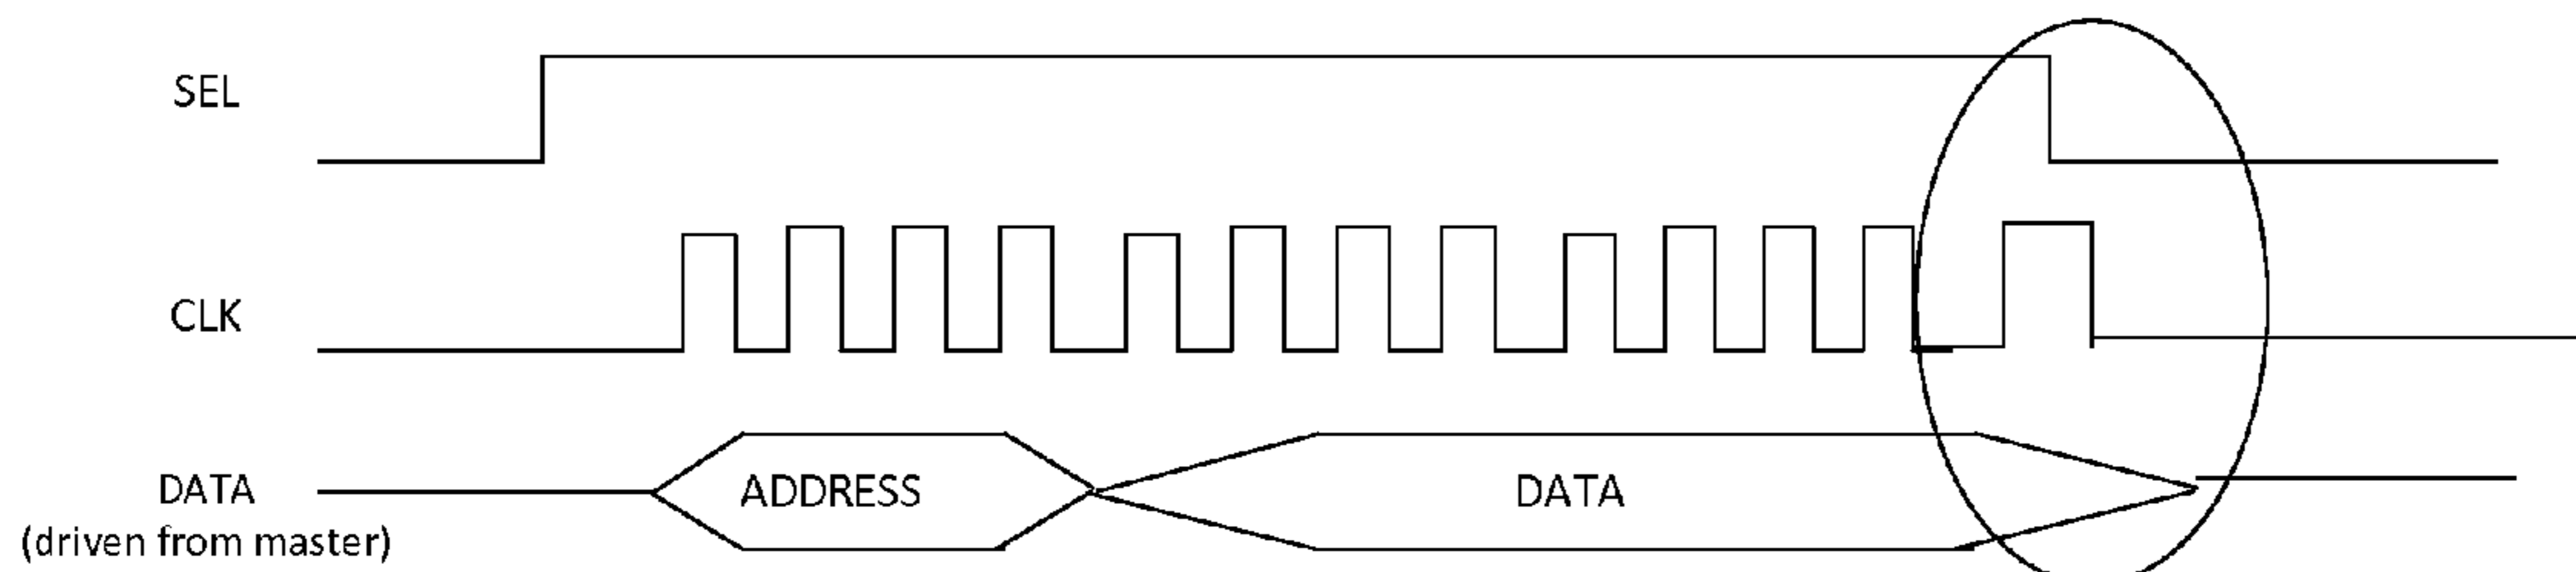 SEL
CLK
ADDRESS
DATA
DATA
(driven from master)